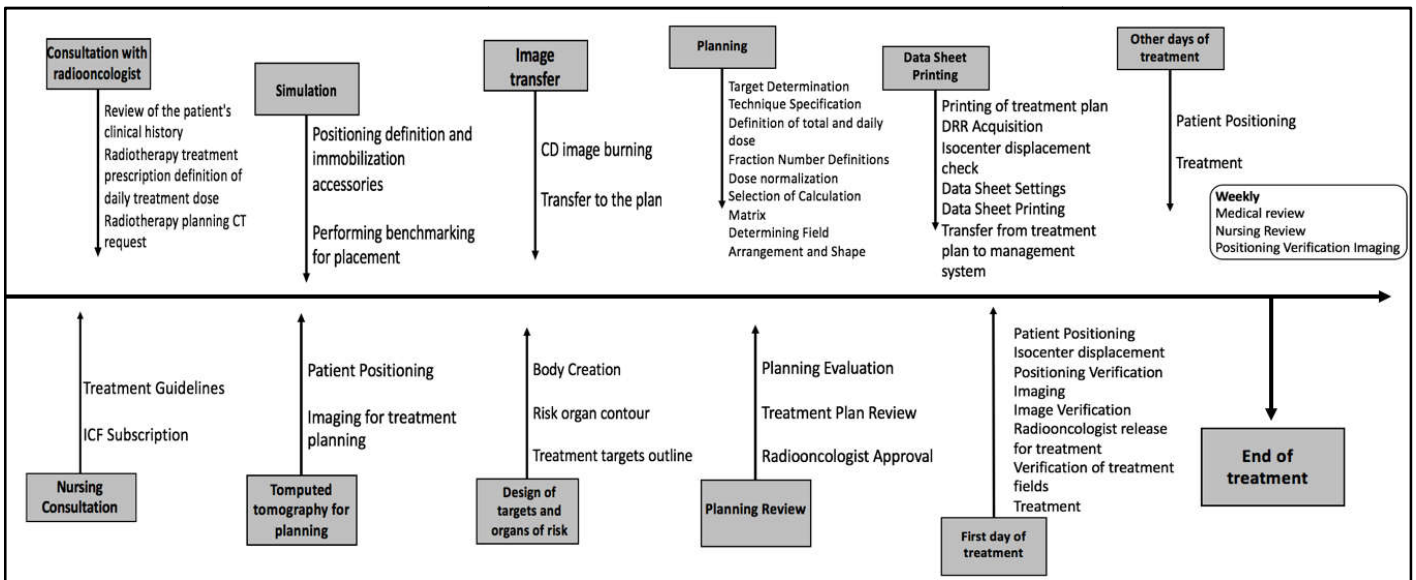 Consultation with
radiooncologist
Review of the patient's
clinical history
Radiotherapy treatment
prescription definition of
daily treatment dose
Radiotherapy planning CT
request
Simulation
Positioning definition and
immobilization
accessories
Performing benchmarking
for placement
Image
transfer
CD image burning
Transfer to the plan
Planning
Target Determination
Technique Specification
Definition of total and daily
dose
Fraction Number Definitions
Dose normalization
Selection of Calculation
Matrix
Determining Field
Arrangement and Shape
Data Sheet
Printing
Printing of treatment plan
DRR Acquisition
Isocenter displacement
check
Data Sheet Settings
Data Sheet Printing
Transfer from treatment
plan to management
system
Other days of
treatment
Patient Positioning
Treatment
Weekly
Medical review
Nursing Review
Positioning Verification Imaging
Treatment Guidelines
ICF Subscription
Nursing
Consultation
Patient Positioning
Imaging for treatment
planning
Tomputed
tomography for
planning
Body Creation
Risk organ contour
Treatment targets outline
Design of
targets and
organs of risk
Planning Evaluation
Treatment Plan Review
Radiooncologist Approval
Planning Review
Patient Positioning
Isocenter displacement
Positioning Verification
Imaging
Image Verification
Radiooncologist release
for treatment
Verification of treatment
fields
Treatment
First day of
treatment
End of
treatment